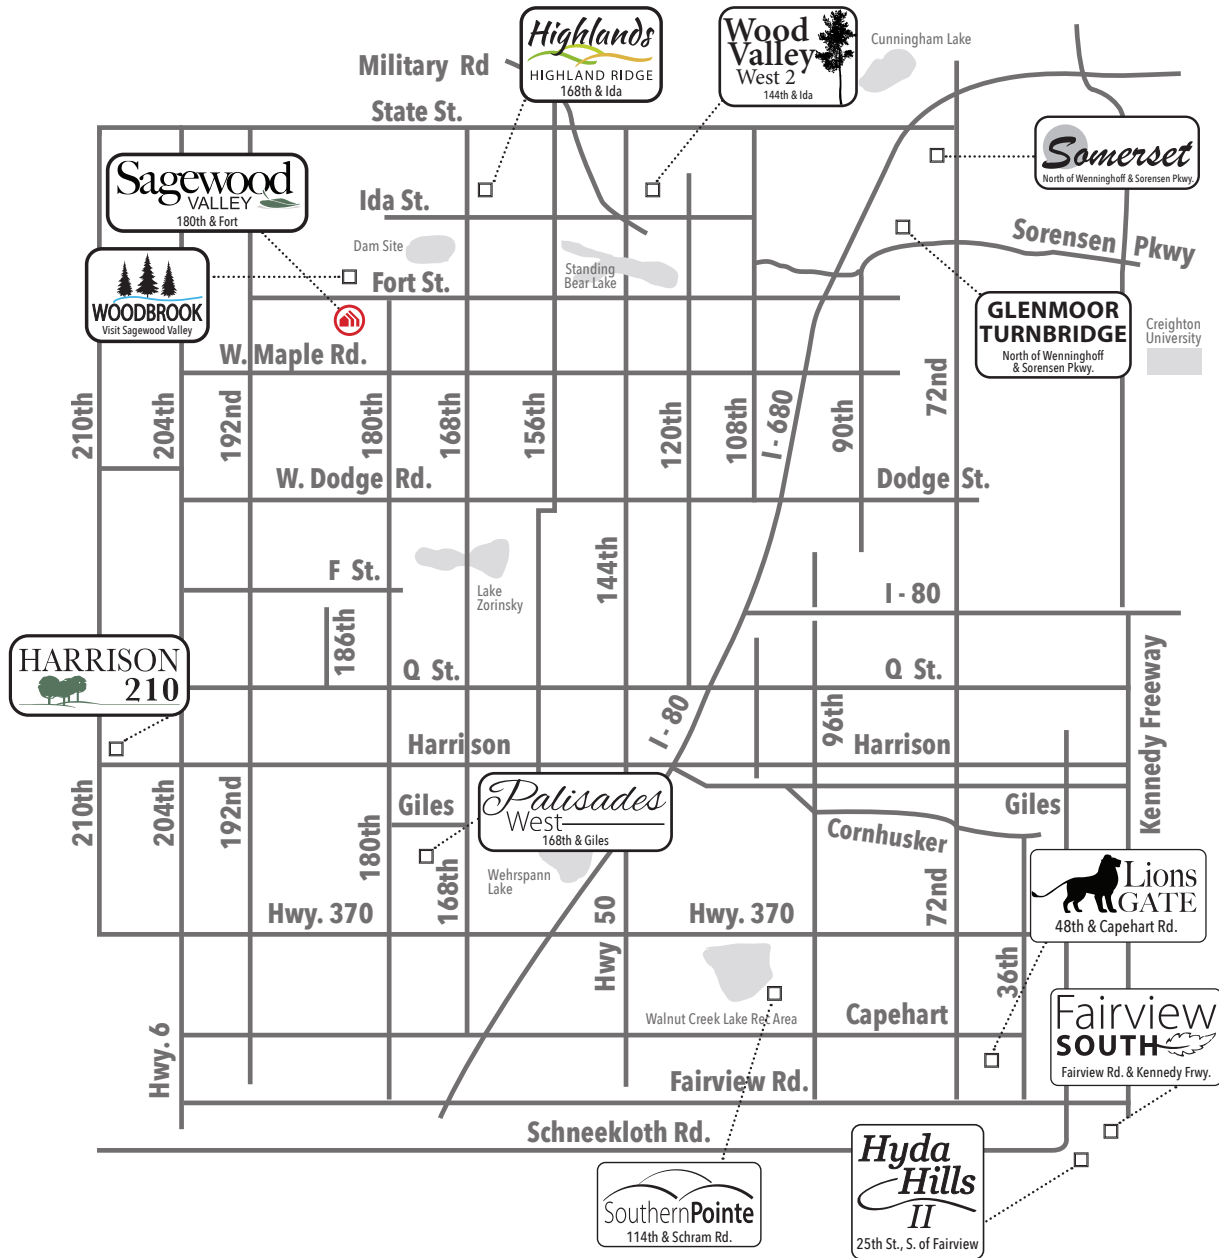 Highlands
HIGHLAND RIDGE
168th & Ida
Wood
Valley
West 2
144th & Ida
Cunningham Lake
Military Rd
State St.
Somerset
North of Wenninghoff & Sorensen Pkwy.
Sagewood
VALLEY
180th & Fort
Ida St.
Dam Site
Standing
Bear Lake
Sorensen Pkwy
WOODBROOK
Visit Sagewood Valley
Fort St.
GLENMOOR
TURNBRIDGE
North of Wenninghoff
& Sorensen Pkwy.
Creighton
University
W. Maple Rd.
210th
204th
192nd
180th
168th
156th
120th
108th
I - 680
90th
72nd
W. Dodge Rd.
Dodge St.
F St.
Lake
Zorinsky
144th
I - 80
186th
HARRISON
210
Q St.
Q St.
I - 80
96th
Kennedy Freeway
Harrison
Harrison
210th
204th
192nd
180th
168th
Giles
Palisades
West
168th & Giles
Giles
Cornhusker
Wehrspann
Lake
72nd
Lions
GATE
48th & Capehart Rd.
Hwy. 370
Hwy 50
Hwy. 370
36th
Walnut Creek Lake Rec Area
Capehart
Fairview
SOUTH
Fairview Rd. & Kennedy Frwy.
Hwy. 6
Fairview Rd.
Schneekloth Rd.
Hyda
Hills
II
25th St., S. of Fairview
SouthernPointe
114th & Schram Rd.